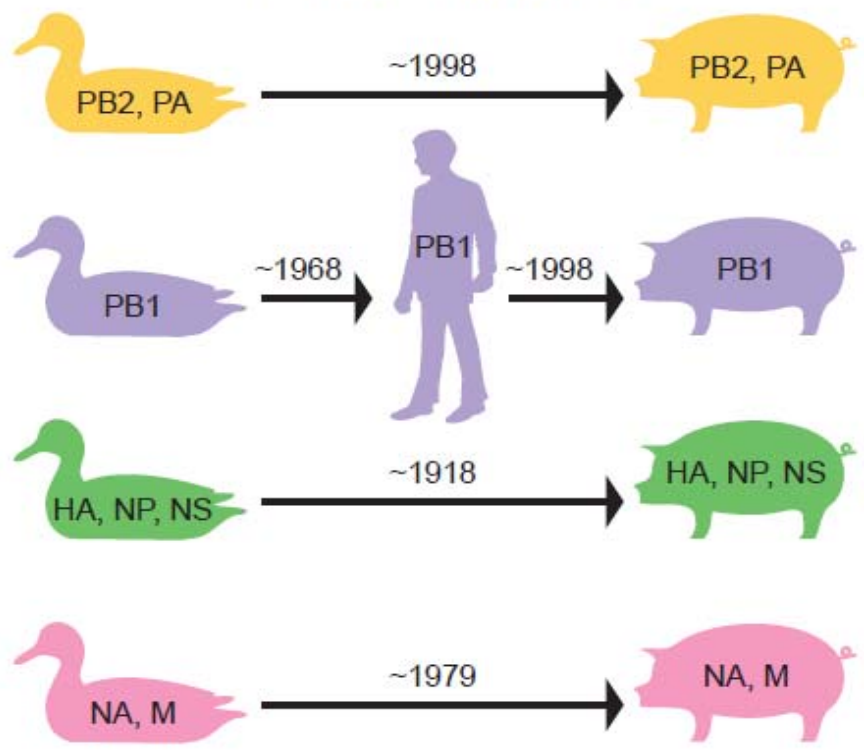 PB2, PA
~1998
PB2, PA
PB1
~1968
PB1
~1998
PB1
HA, NP, NS
~1918
HA, NP, NS
NA, M
~1979
NA, M